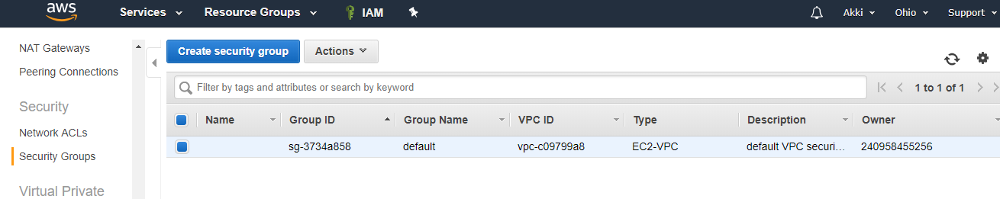 aws Services Resource Groups IAM Akki Ohio Support
NAT Gateways
Peering Connections
Security
Network ACLs
Security Groups
Virtual Private
Create security group Actions
Filter by tags and attributes or search by keyword 1 to 1 of 1
Name Group ID Group Name VPC ID Type Description Owner
sg-3734a858 default vpc-c09799a8 EC2-VPC default VPC securi... 240958455256